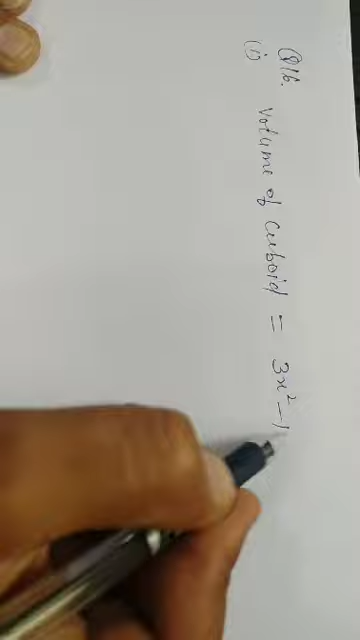 Q16.
(i) Volume of Cuboid = 3x² - 1